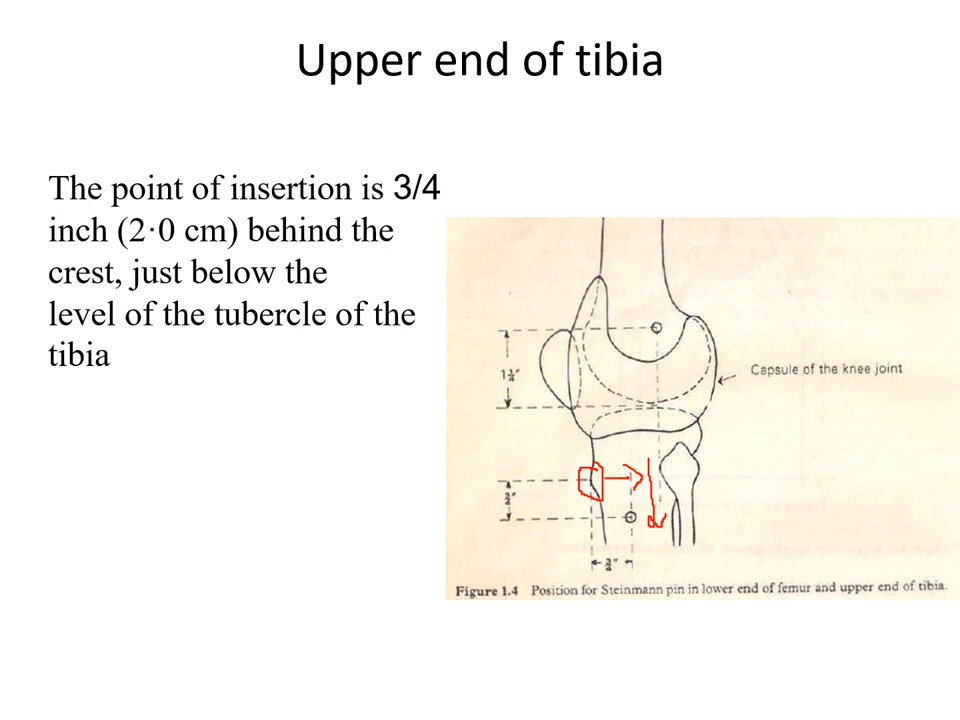 Upper end of tibia
The point of insertion is 3/4
inch (2·0 cm) behind the
crest, just below the
level of the tubercle of the
tibia
1½"
Capsule of the knee joint
¾"
¾"
Figure 1.4 Position for Steinmann pin in lower end of femur and upper end of tibia.